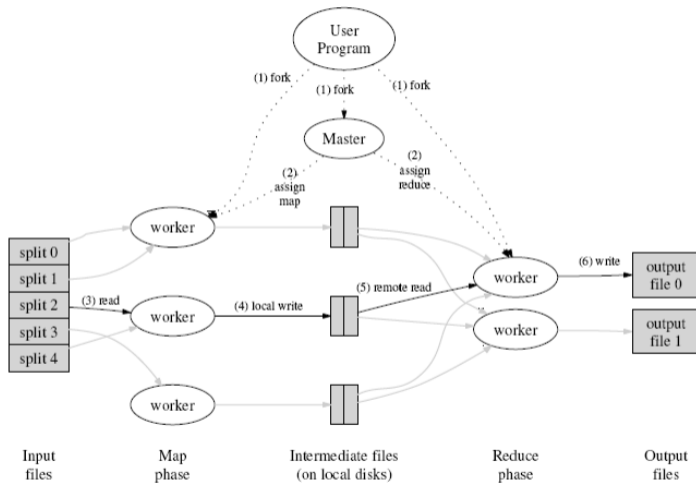 User
Program
(1) fork
(1) fork
(1) fork
Master
(2)
assign
map
(2)
assign
reduce
worker
split 0
split 1
split 2
split 3
split 4
(3) read
worker
(4) local write
(5) remote read
worker
(6) write
output
file 0
worker
output
file 1
worker
Input
files
Map
phase
Intermediate files
(on local disks)
Reduce
phase
Output
files